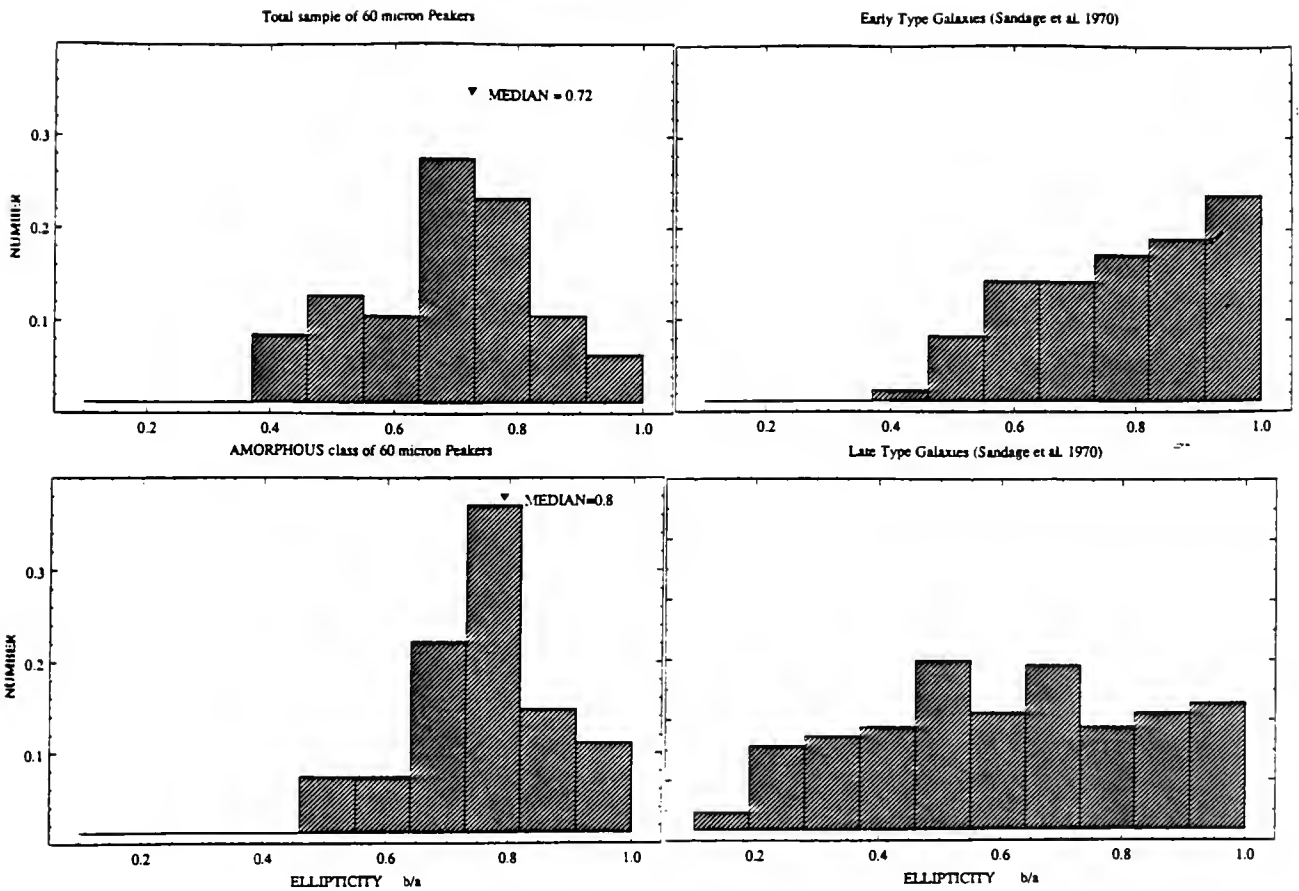 Total sample of 60 micron Peakers
Early Type Galaxies (Sandage et al. 1970)
MEDIAN = 0.72
0.3
0.2
0.1
NUMBER
0.2 0.4 0.6 0.8 1.0
0.2 0.4 0.6 0.8 1.0
AMORPHOUS class of 60 micron Peakers
Late Type Galaxies (Sandage et al. 1970)
MEDIAN=0.8
0.3
0.2
0.1
NUMBER
0.2 0.4 0.6 0.8 1.0
0.2 0.4 0.6 0.8 1.0
ELLIPTICITY b/a
ELLIPTICITY b/a